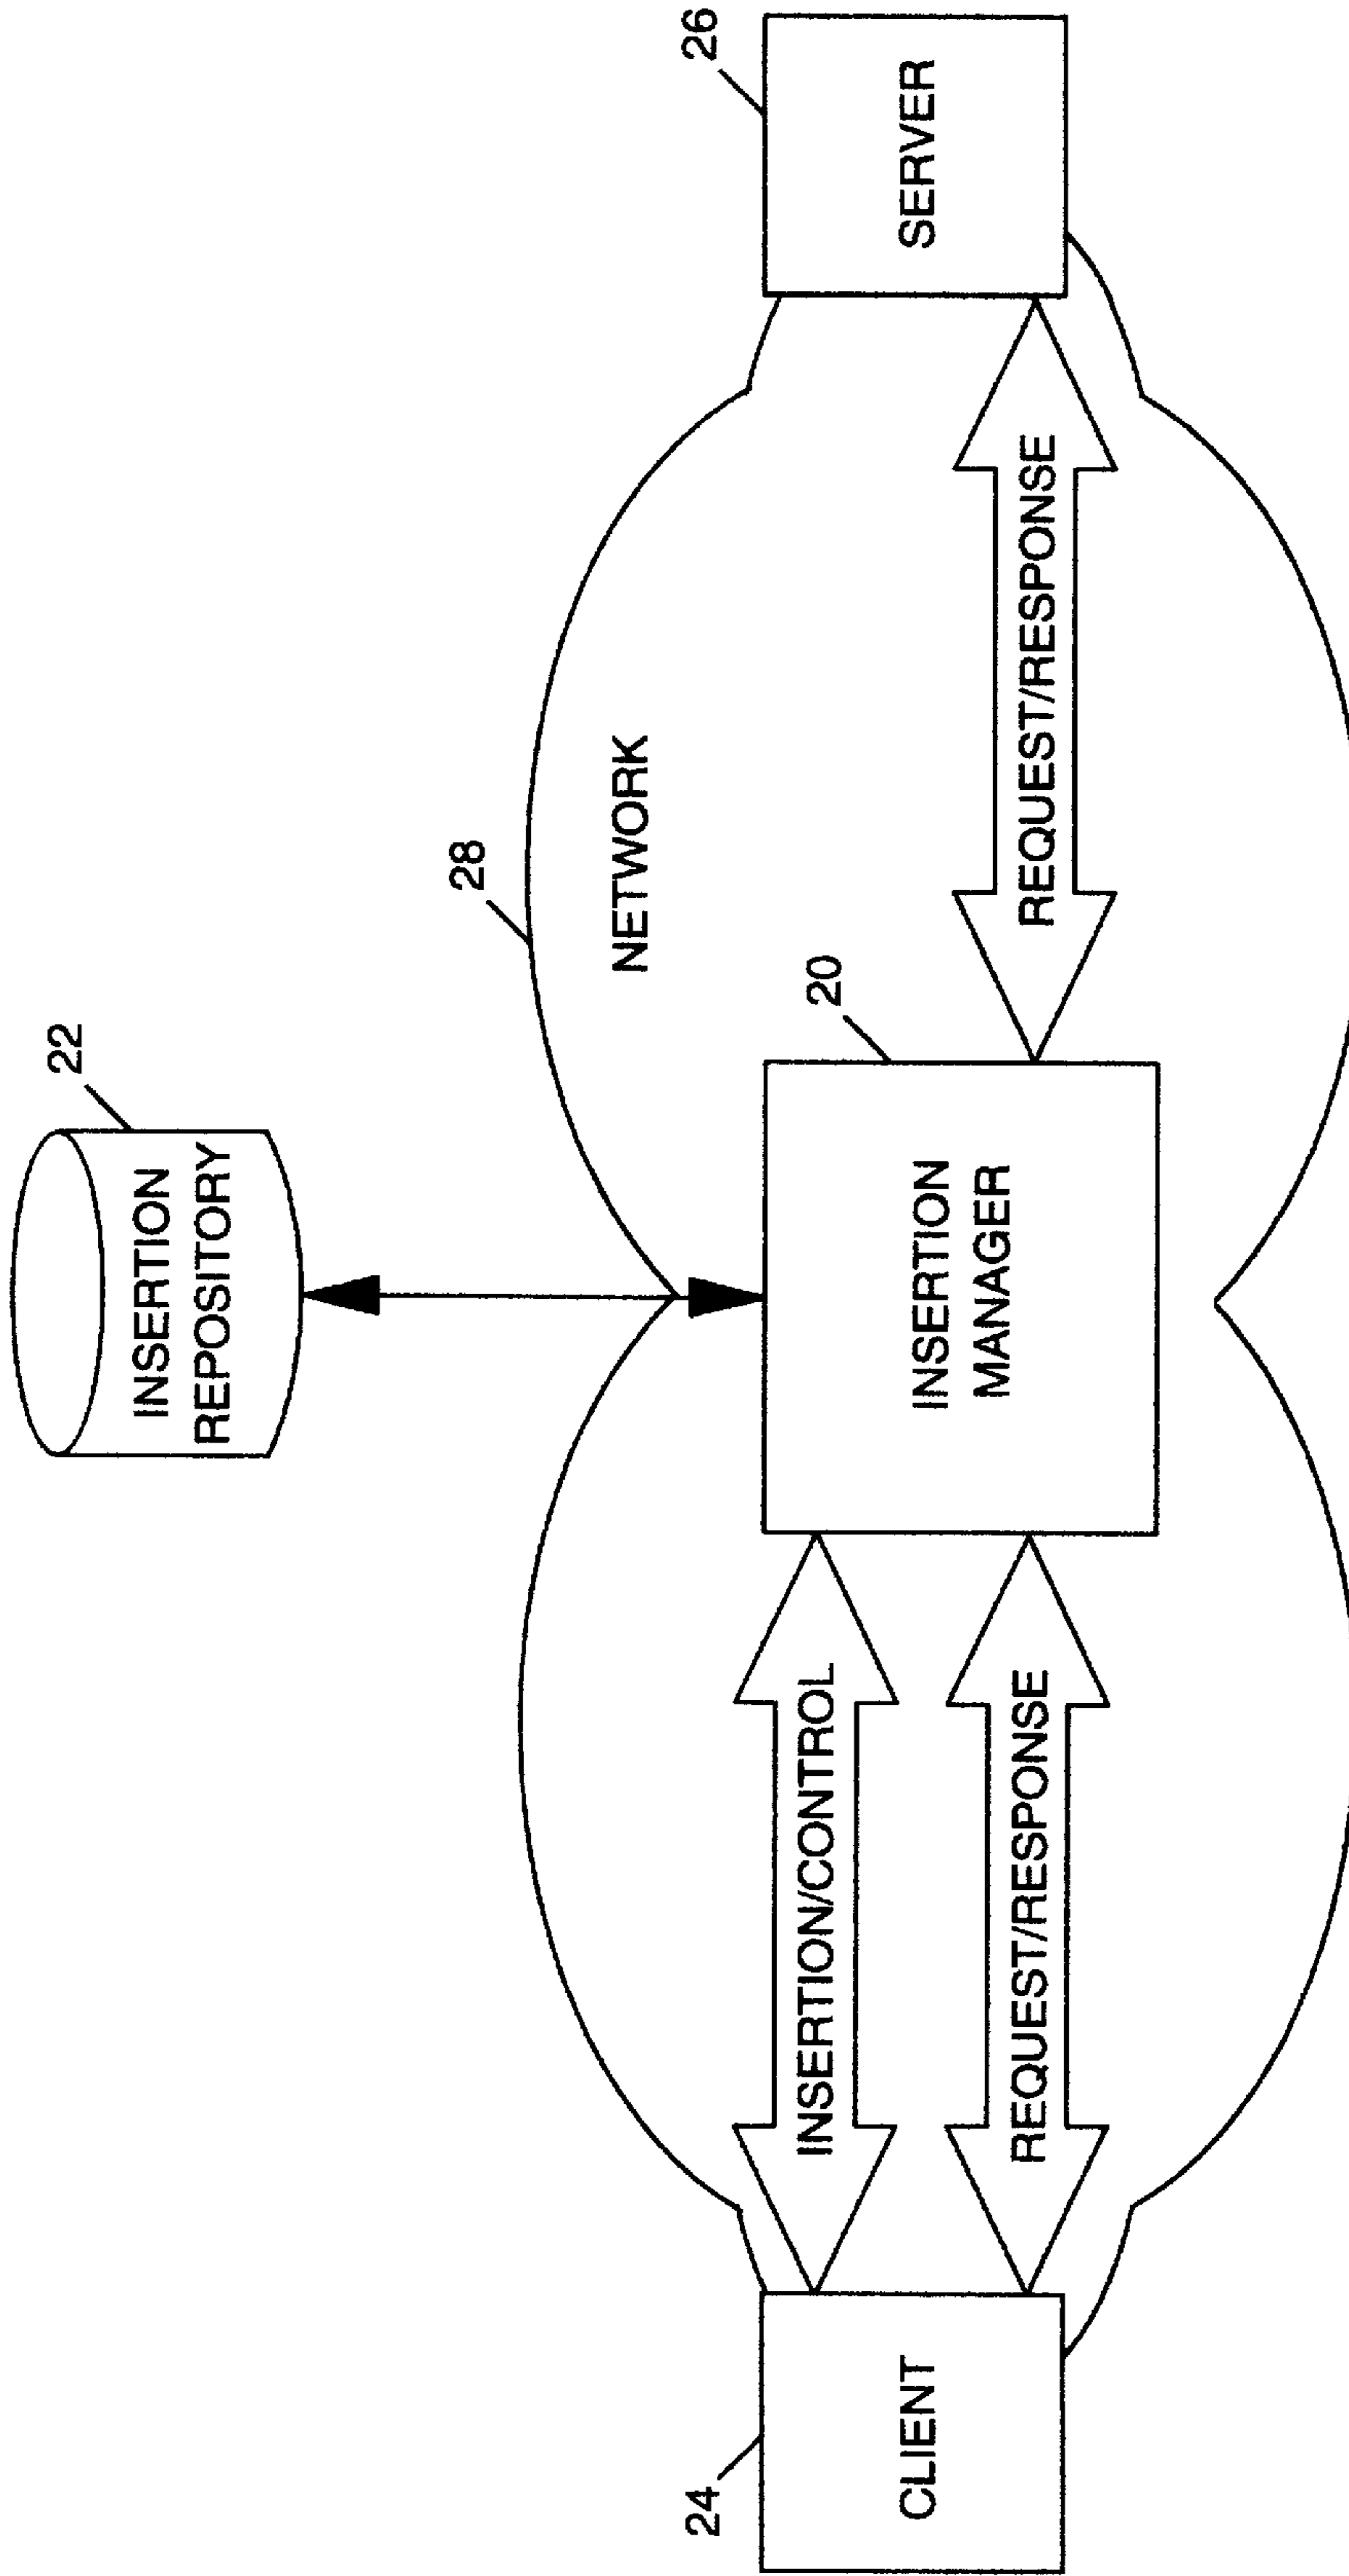 22
INSERTION
REPOSITORY
28
NETWORK
24
CLIENT
INSERTION/CONTROL
REQUEST/RESPONSE
20
INSERTION
MANAGER
REQUEST/RESPONSE
26
SERVER